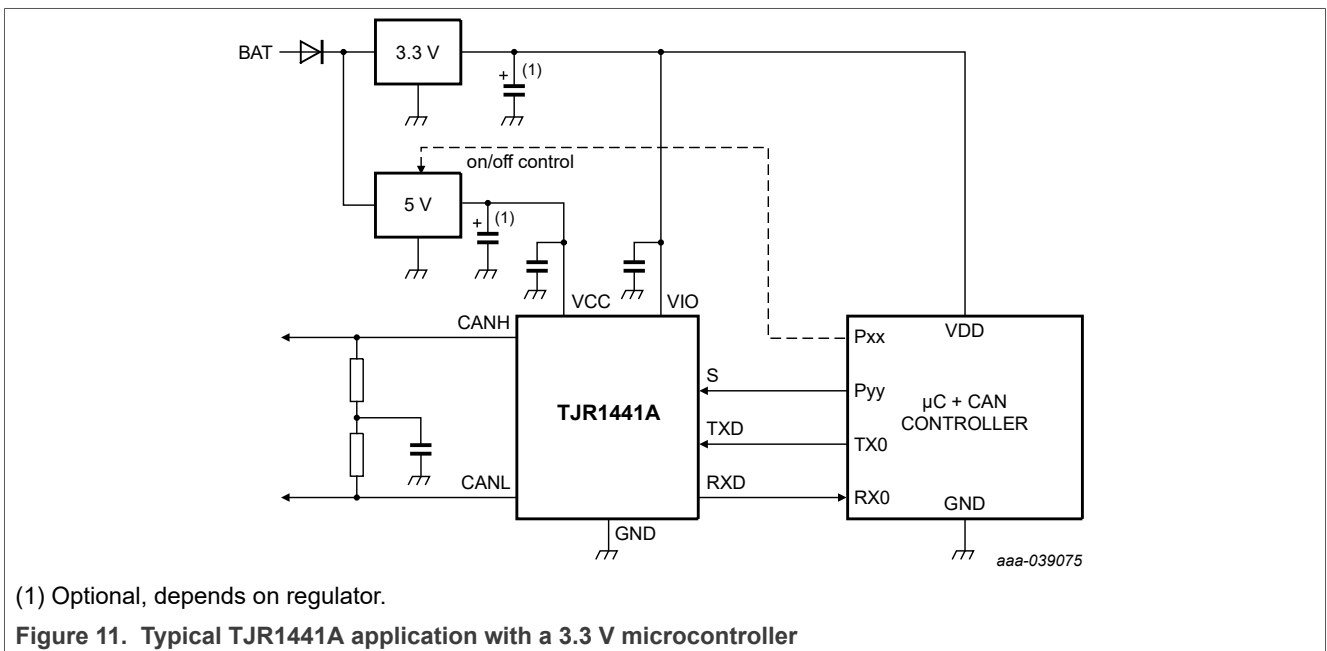 BAT
3.3 V
+ (1)
on/off control
5 V
+ (1)
VCC
VIO
CANH
Pxx
VDD
S
Pyy
µC + CAN
CONTROLLER
TJR1441A
TXD
TX0
CANL
RXD
RX0
GND
GND
aaa-039075
(1) Optional, depends on regulator.
Figure 11. Typical TJR1441A application with a 3.3 V microcontroller